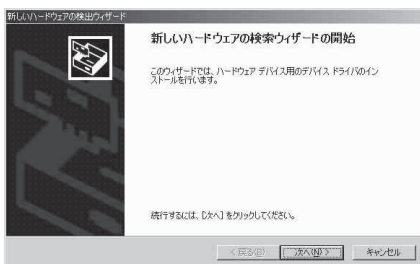 新しいハードウェアの検出ウィザード
新しいハードウェアの検索ウィザードの開始
このウィザードでは、ハードウェア デバイス用のデバイス ドライバのイン
ストールを行います。
続行するには、[次へ] をクリックしてください。
< 戻る(B) 次へ(N) > キャンセル